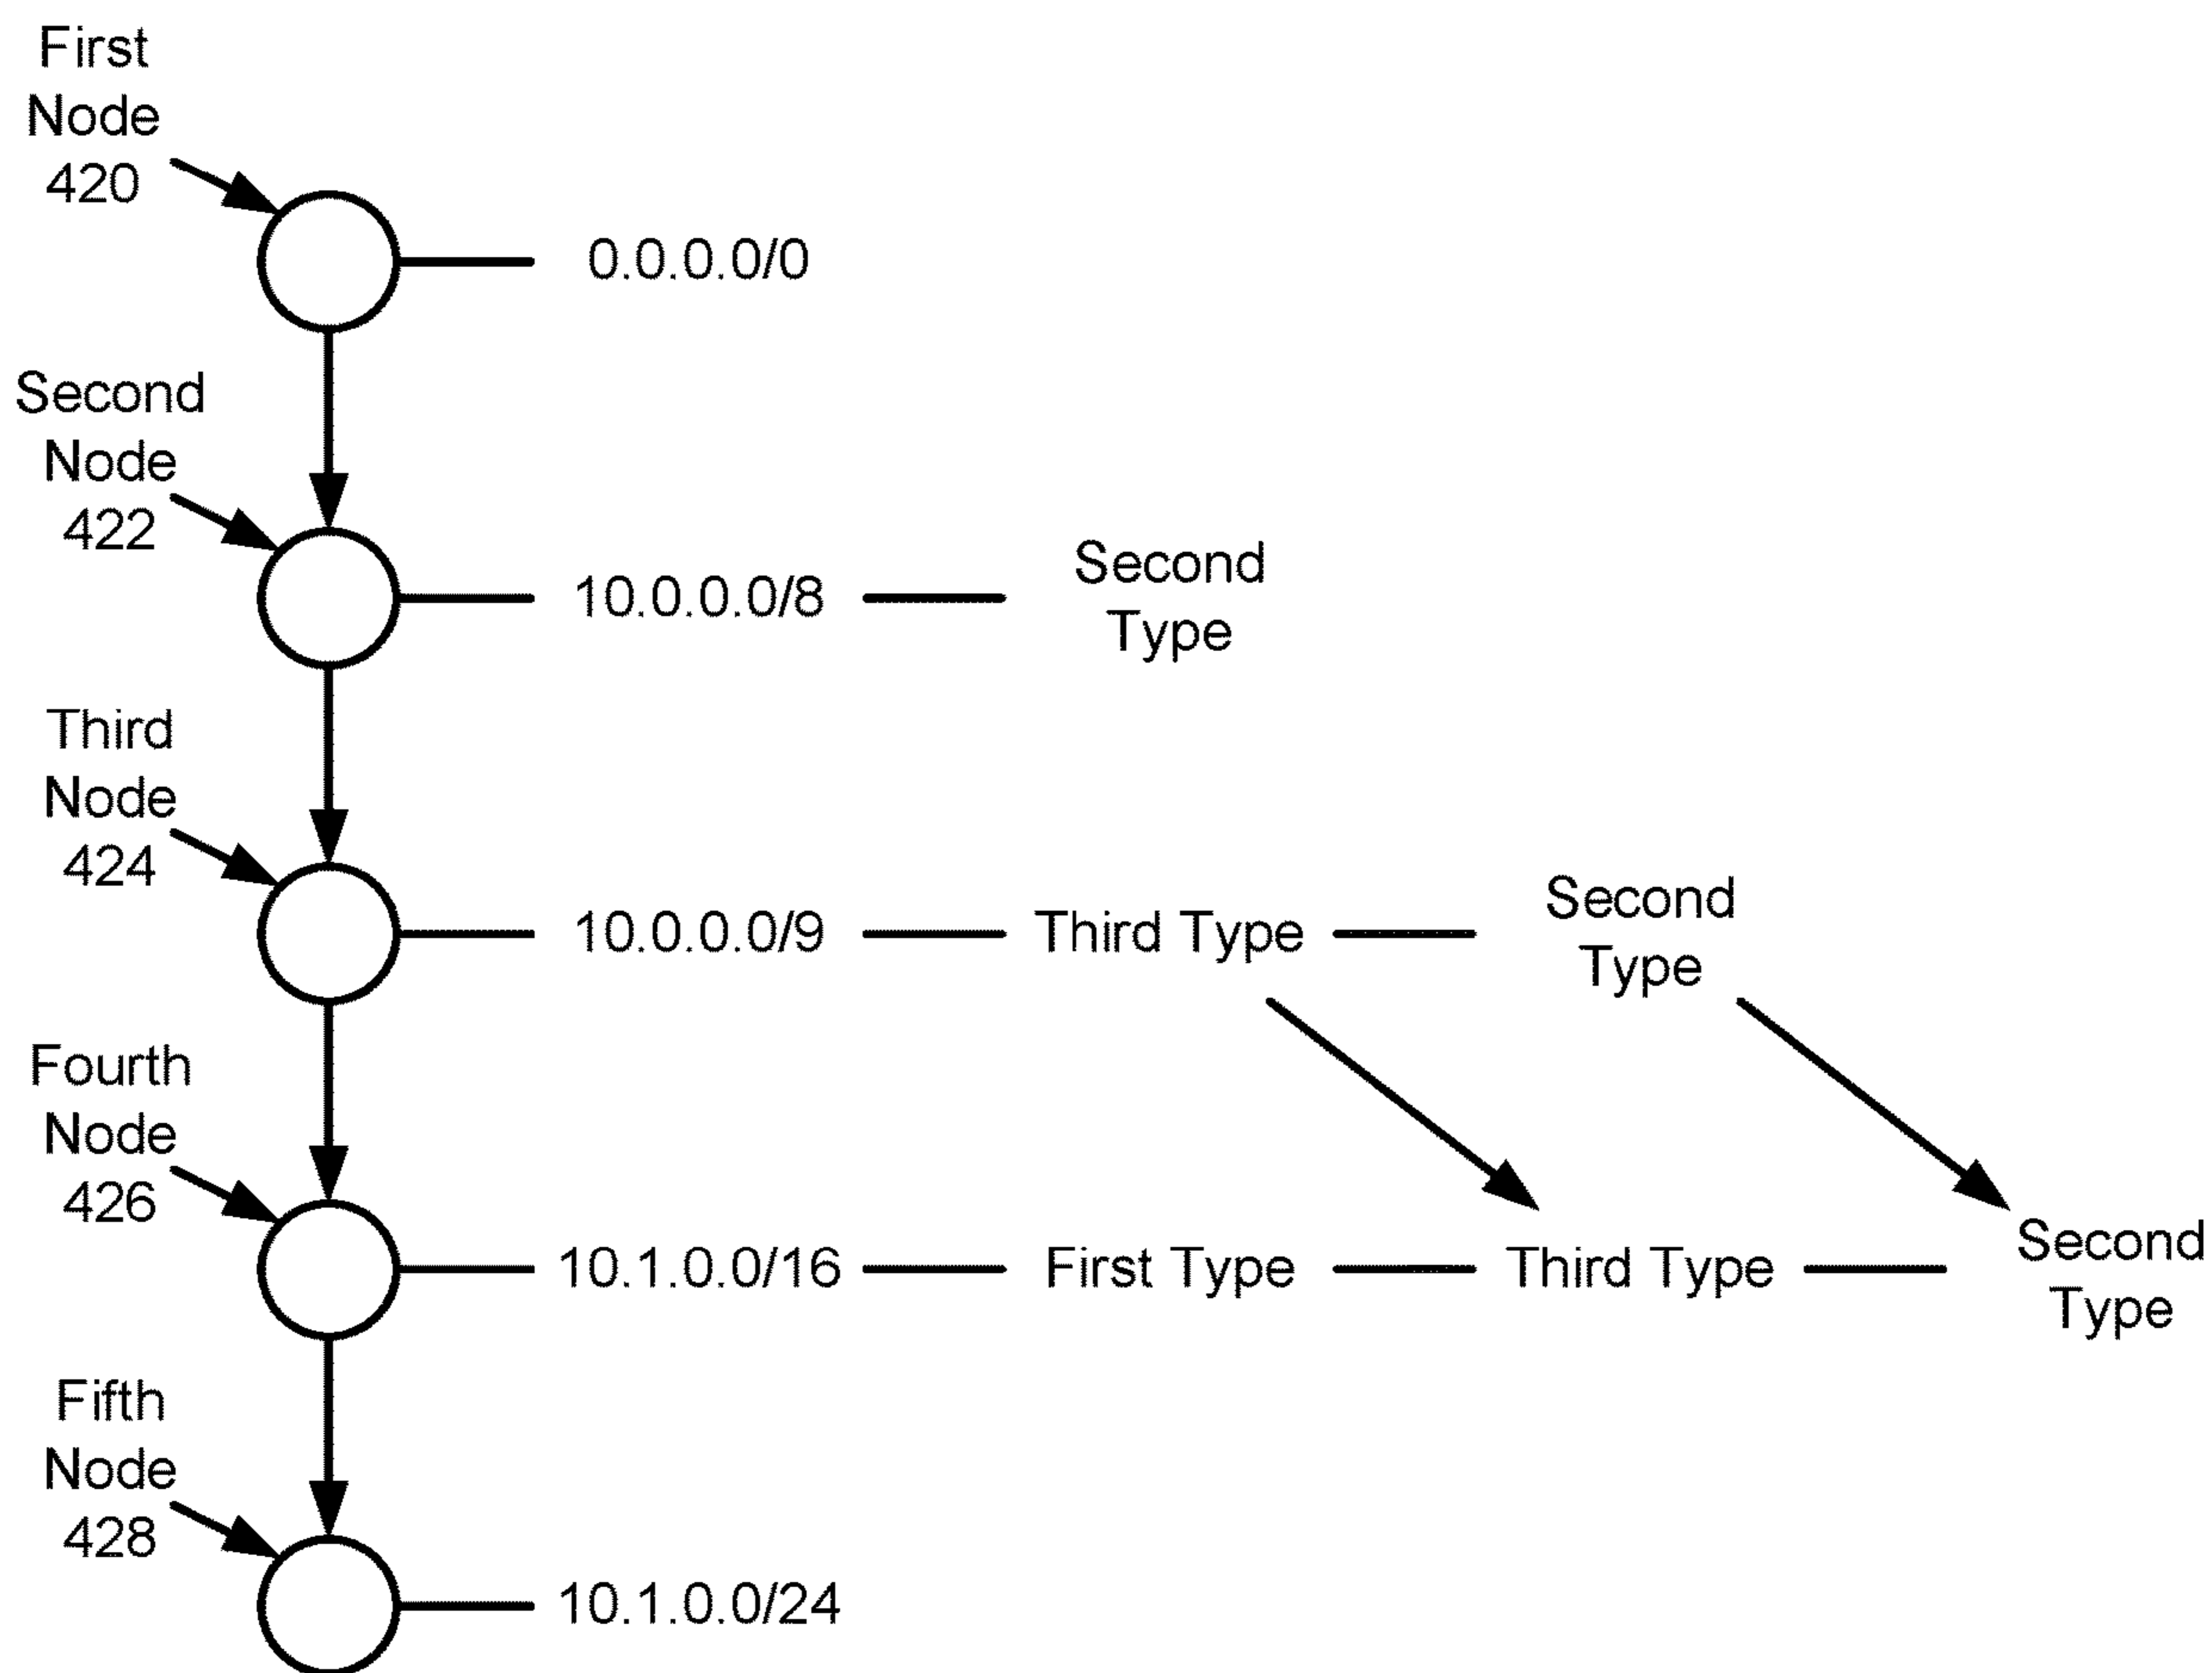 First
Node
420
0.0.0.0/0
Second
Node
422
10.0.0.0/8
Second
Type
Third
Node
424
10.0.0.0/9
Third Type
Second
Type
Fourth
Node
426
10.1.0.0/16
First Type
Third Type
Second
Type
Fifth
Node
428
10.1.0.0/24